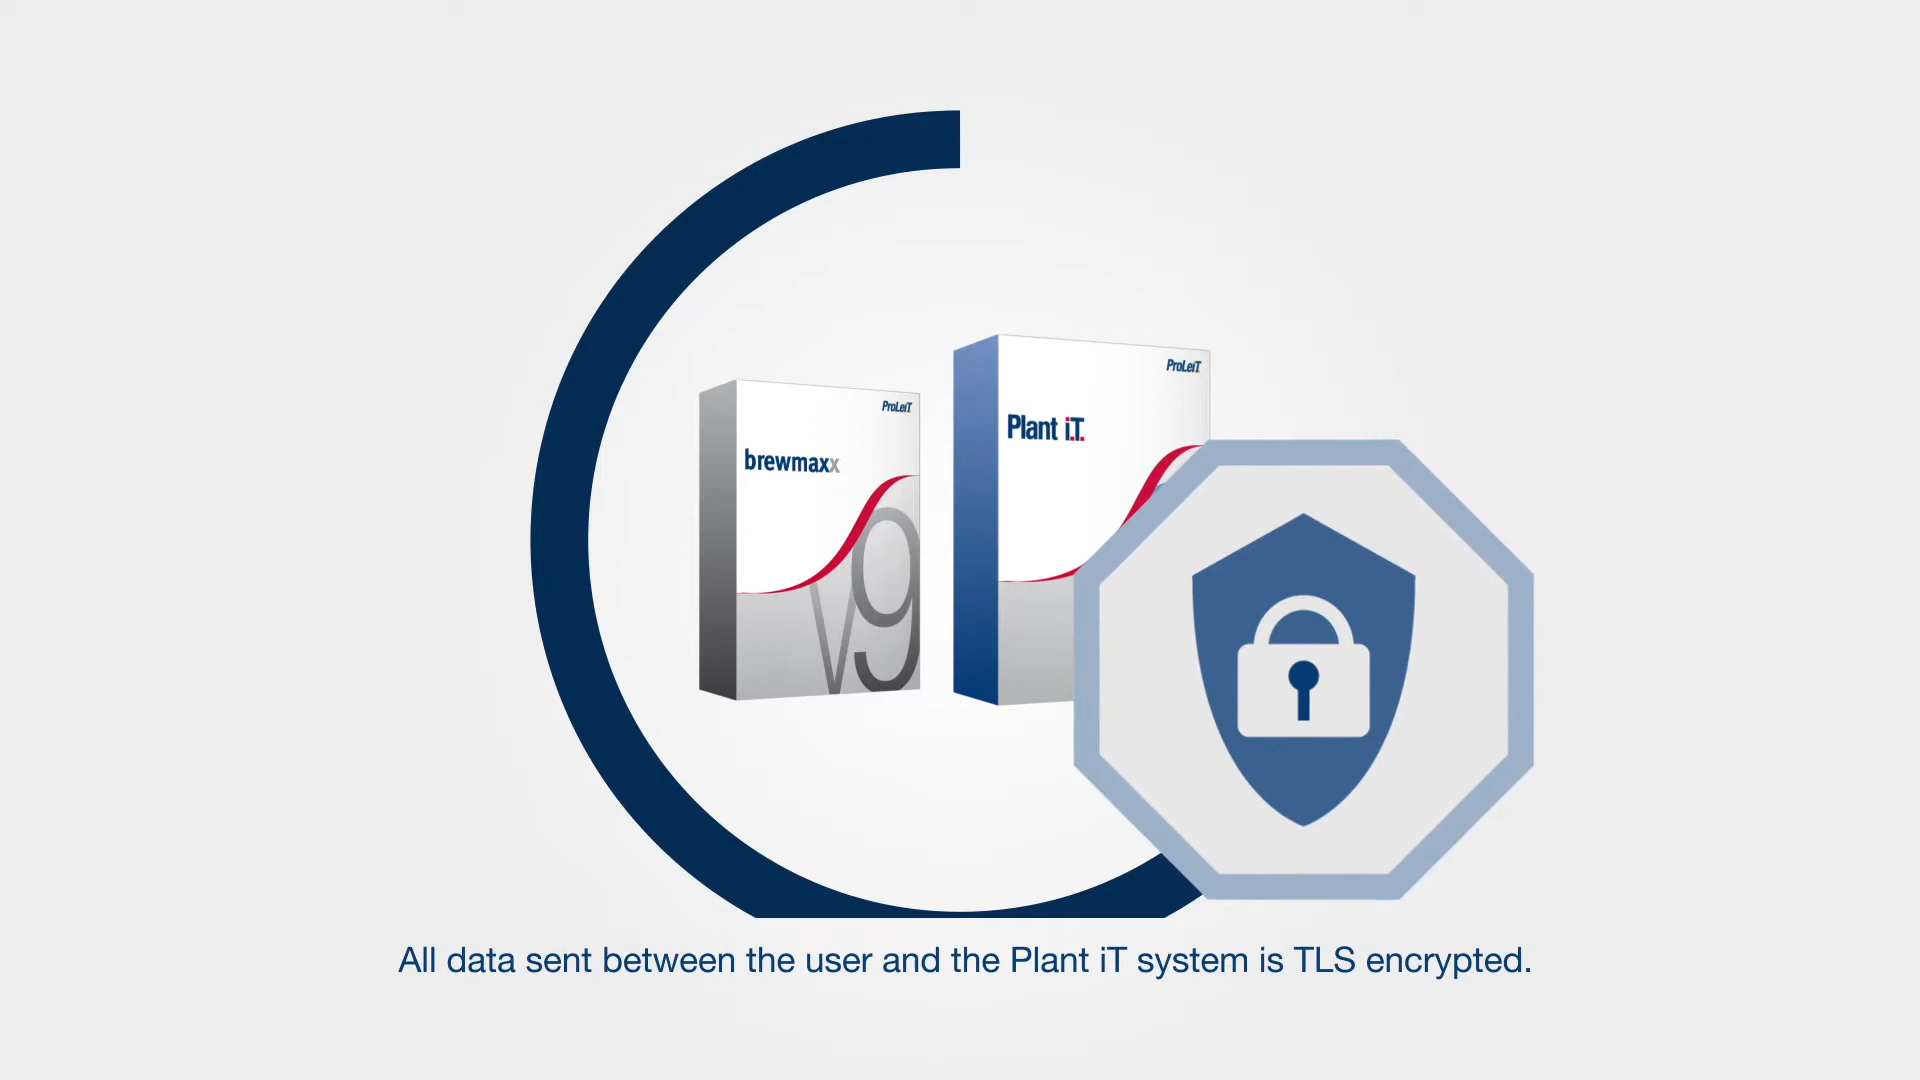 ProLeiT
Plant iT
ProLeiT
brewmaxx
v9
All data sent between the user and the Plant iT system is TLS encrypted.